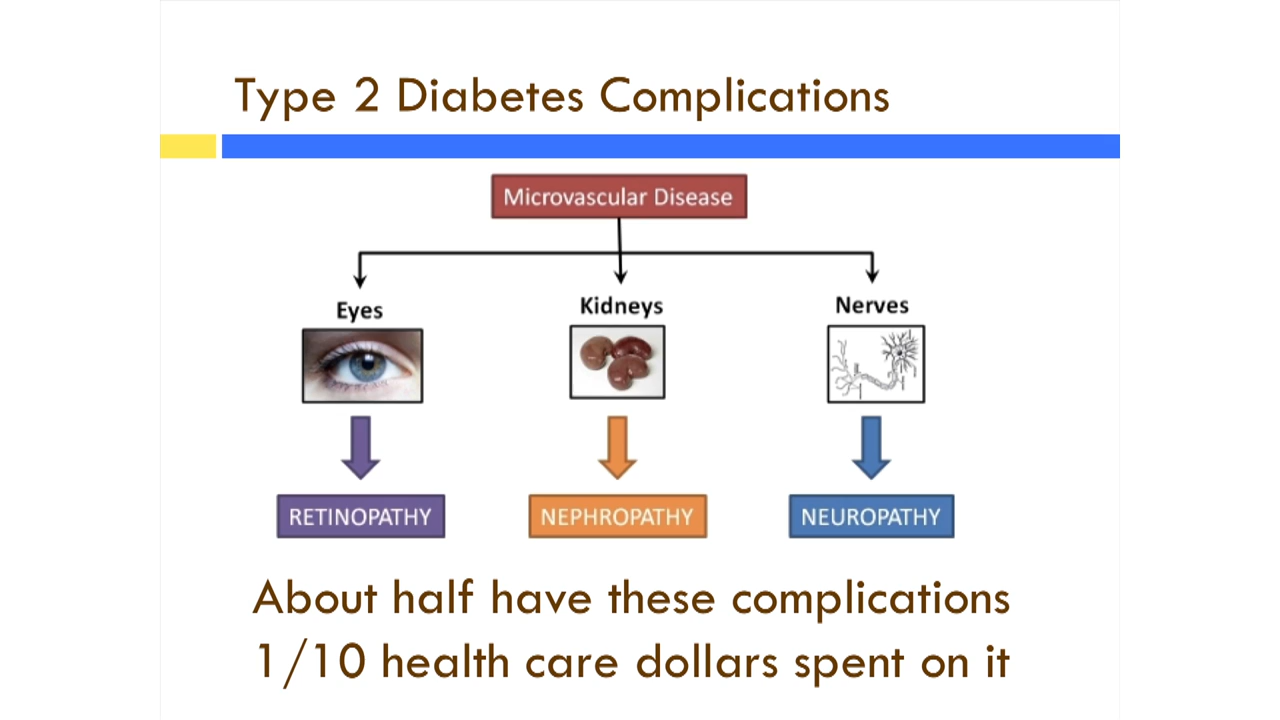 Type 2 Diabetes Complications
Microvascular Disease
Eyes
Kidneys
Nerves
RETINOPATHY
NEPHROPATHY
NEUROPATHY
About half have these complications
1/10 health care dollars spent on it